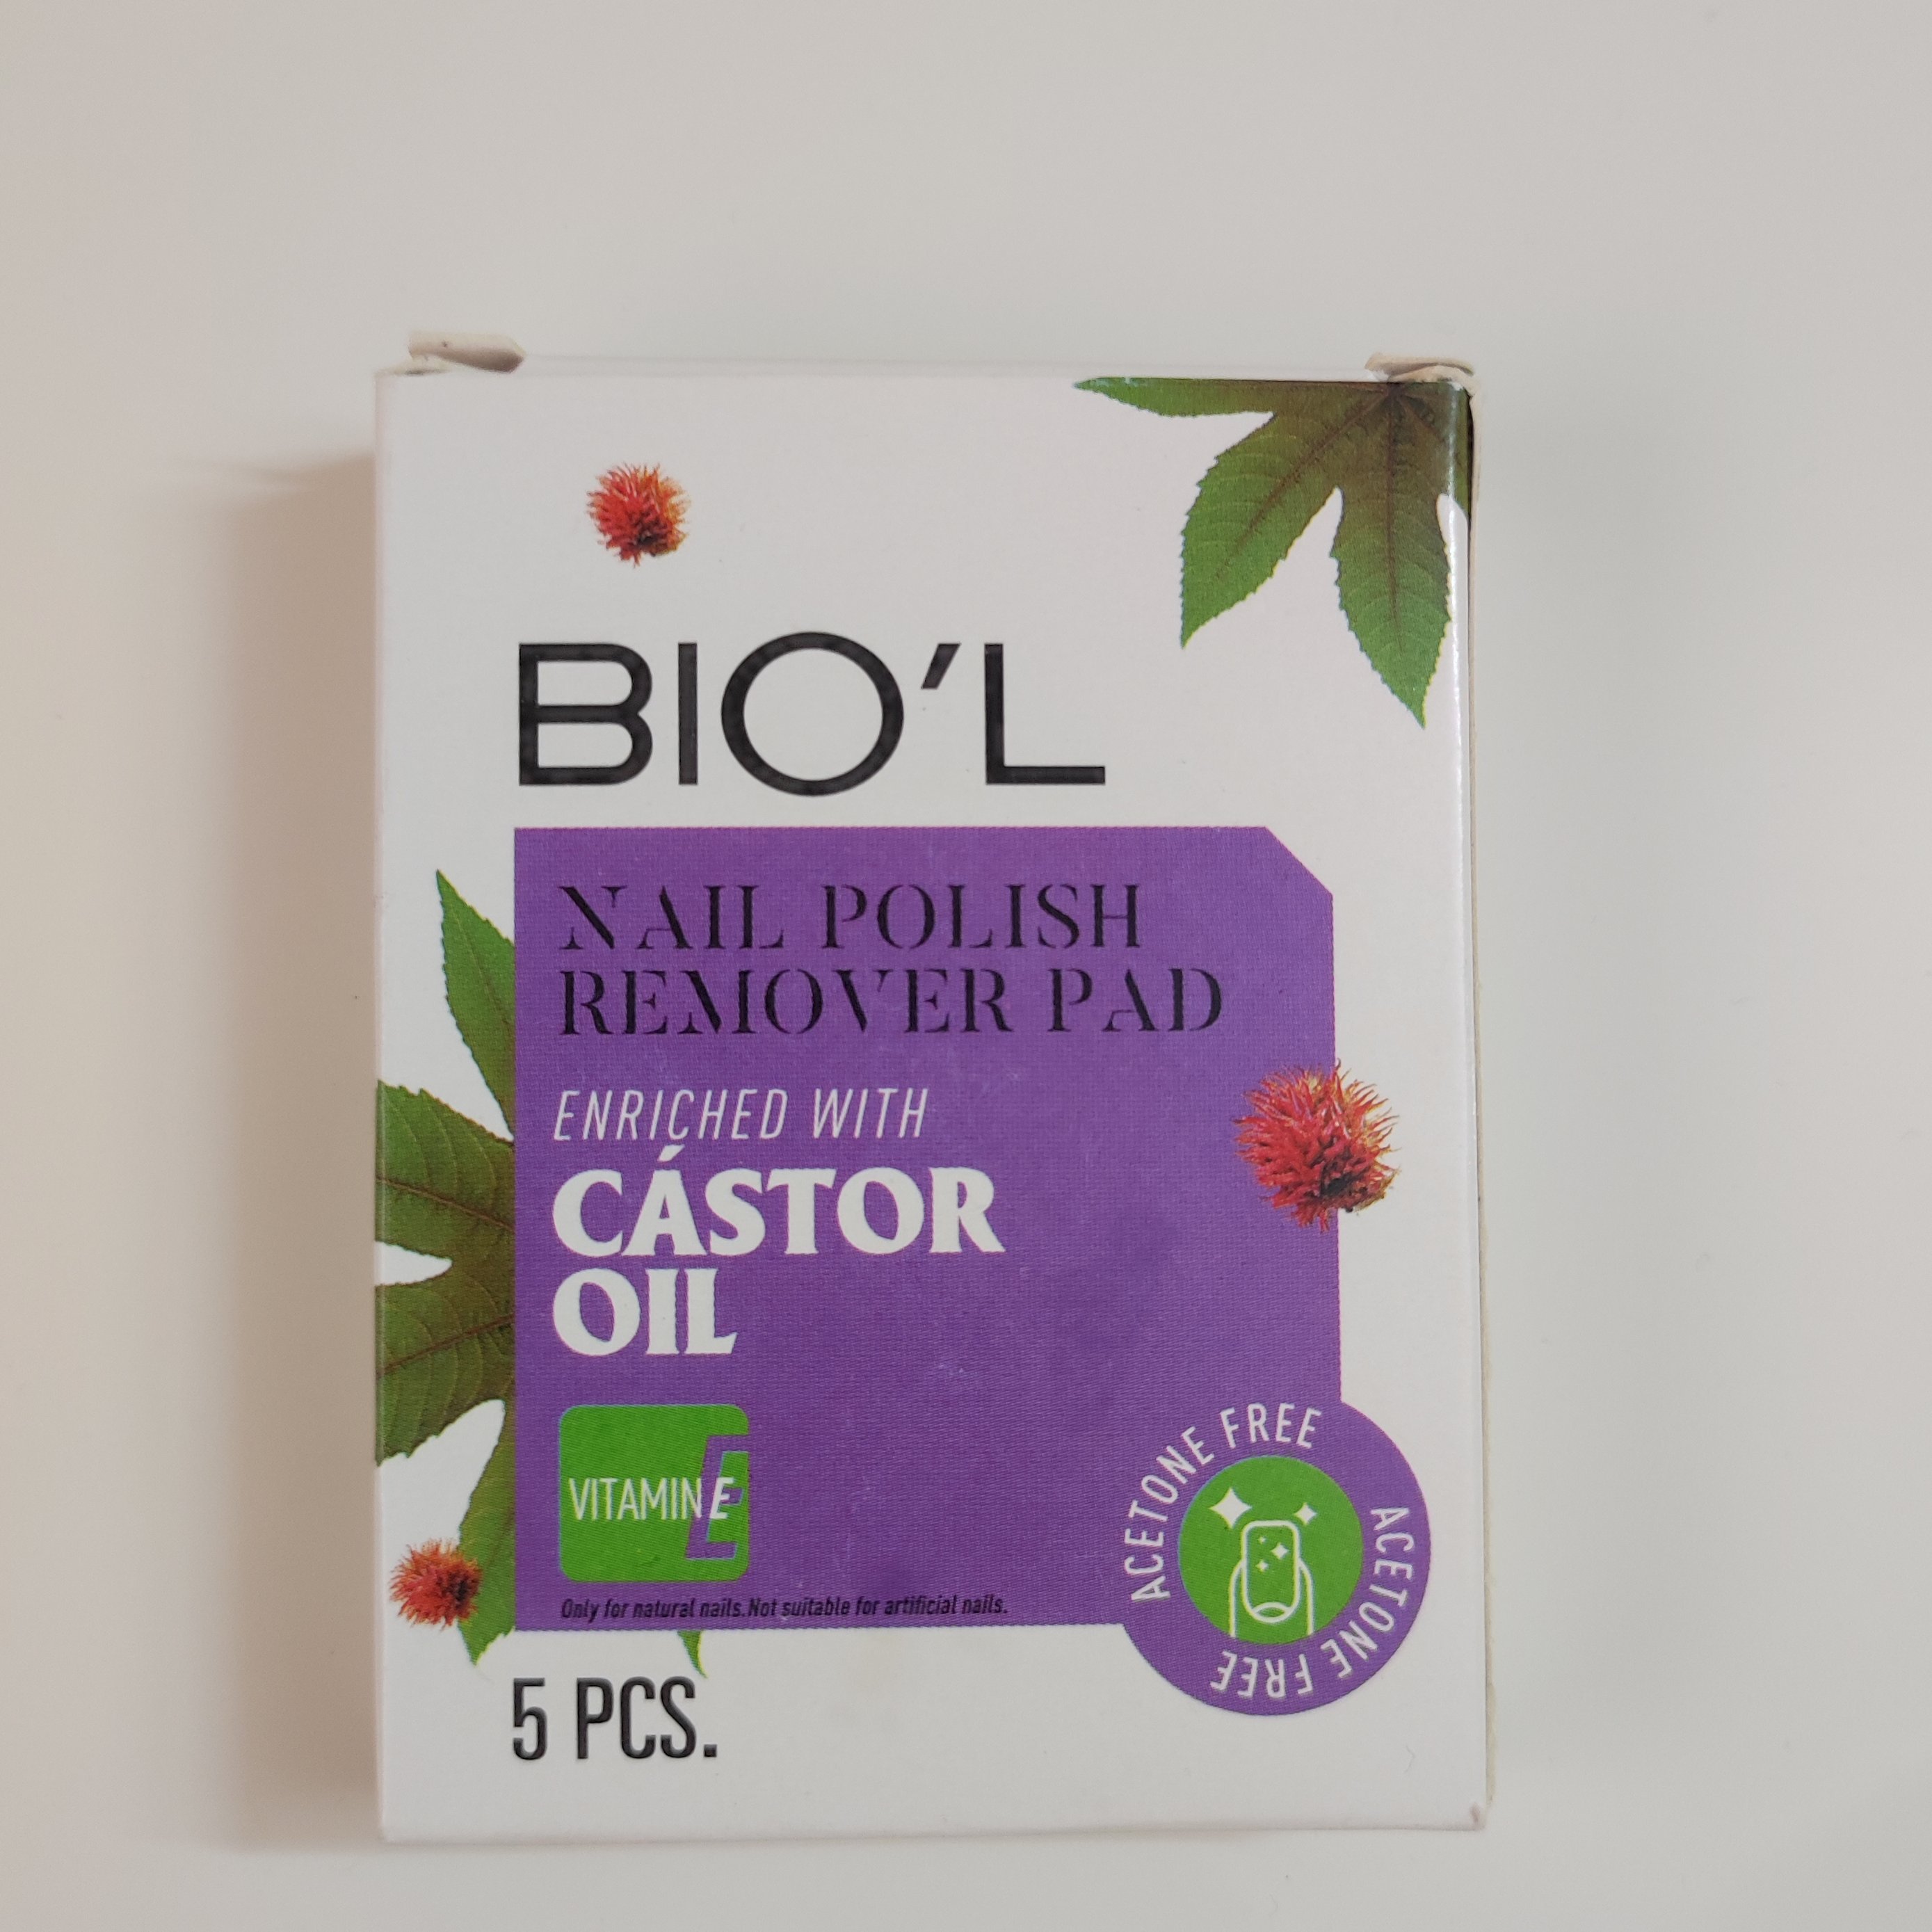 BIO'L
NAIL POLISH
REMOVER PAD
ENRICHED WITH
CÁSTOR
OIL
VITAMIN E
Only for natural nails. Not suitable for artificial nails.
ACETONE FREE
ACETONE FREE
5 PCS.